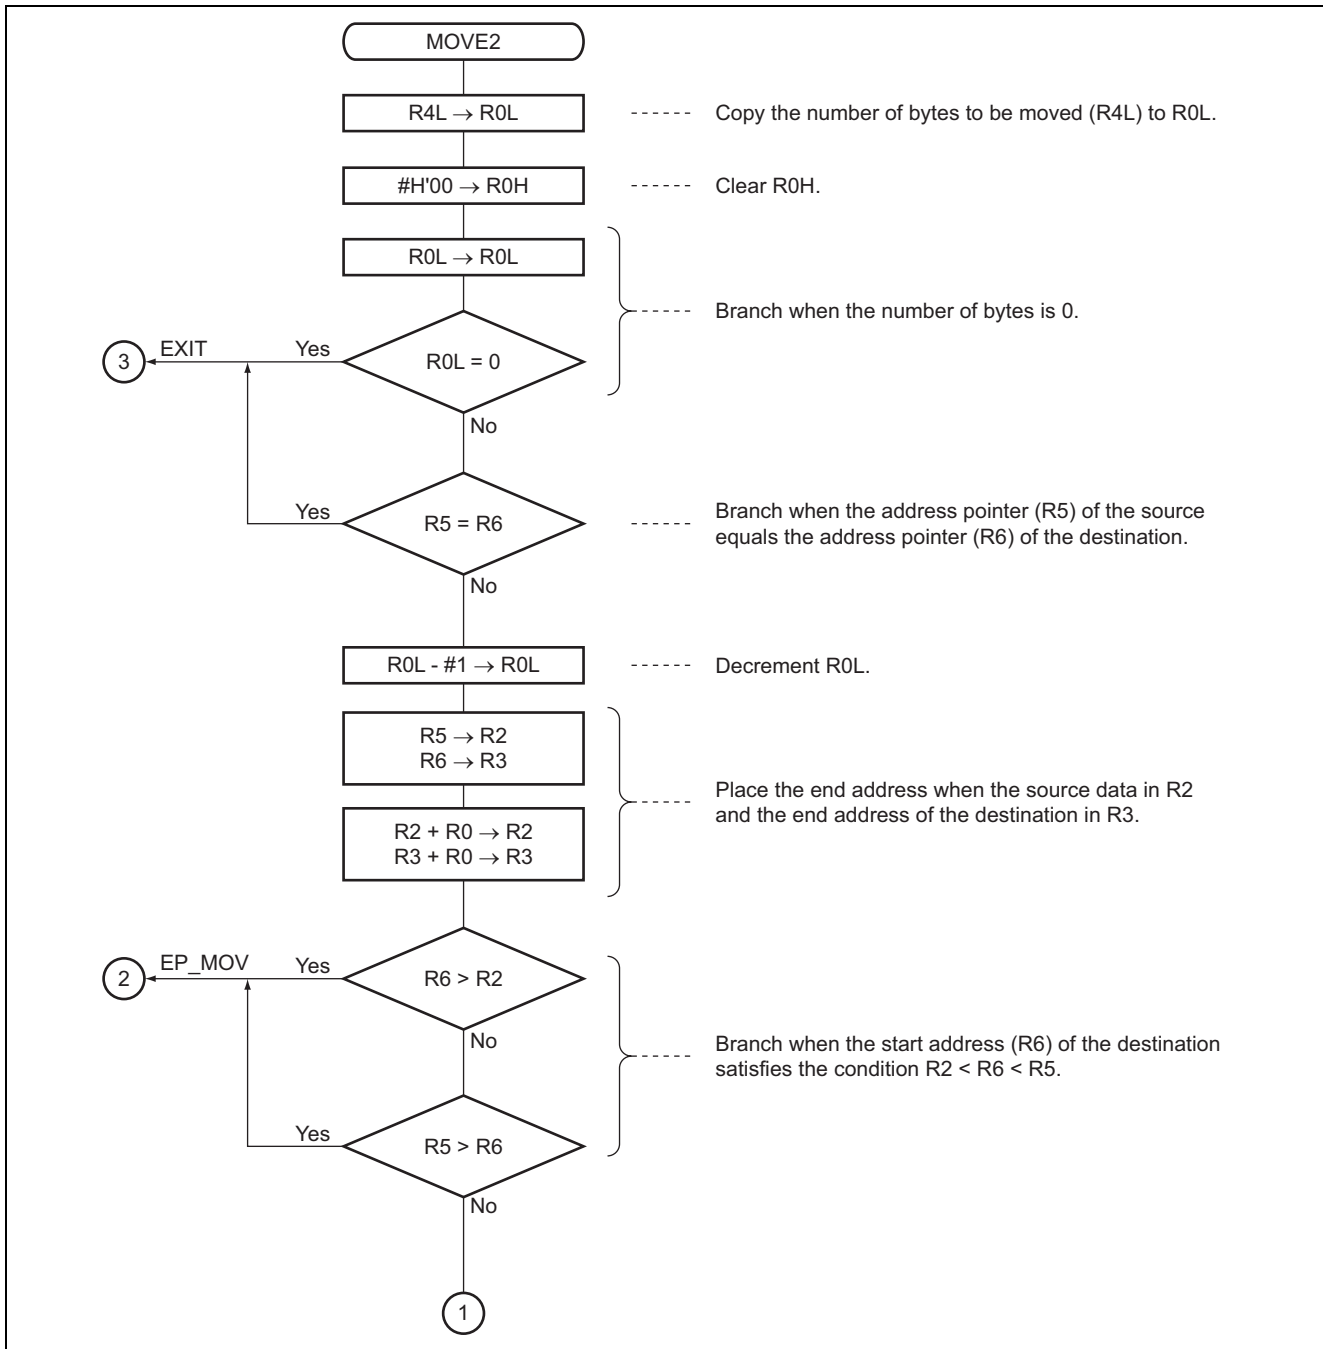 MOVE2
R4L → R0L
Copy the number of bytes to be moved (R4L) to R0L.
#H'00 → R0H
Clear R0H.
R0L → R0L
Branch when the number of bytes is 0.
3
EXIT
Yes
R0L = 0
No
Yes
R5 = R6
Branch when the address pointer (R5) of the source
equals the address pointer (R6) of the destination.
No
R0L - #1 → R0L
Decrement R0L.
R5 → R2
R6 → R3
Place the end address when the source data in R2
and the end address of the destination in R3.
R2 + R0 → R2
R3 + R0 → R3
2
EP_MOV
Yes
R6 > R2
No
Branch when the start address (R6) of the destination
satisfies the condition R2 < R6 < R5.
Yes
R5 > R6
No
1